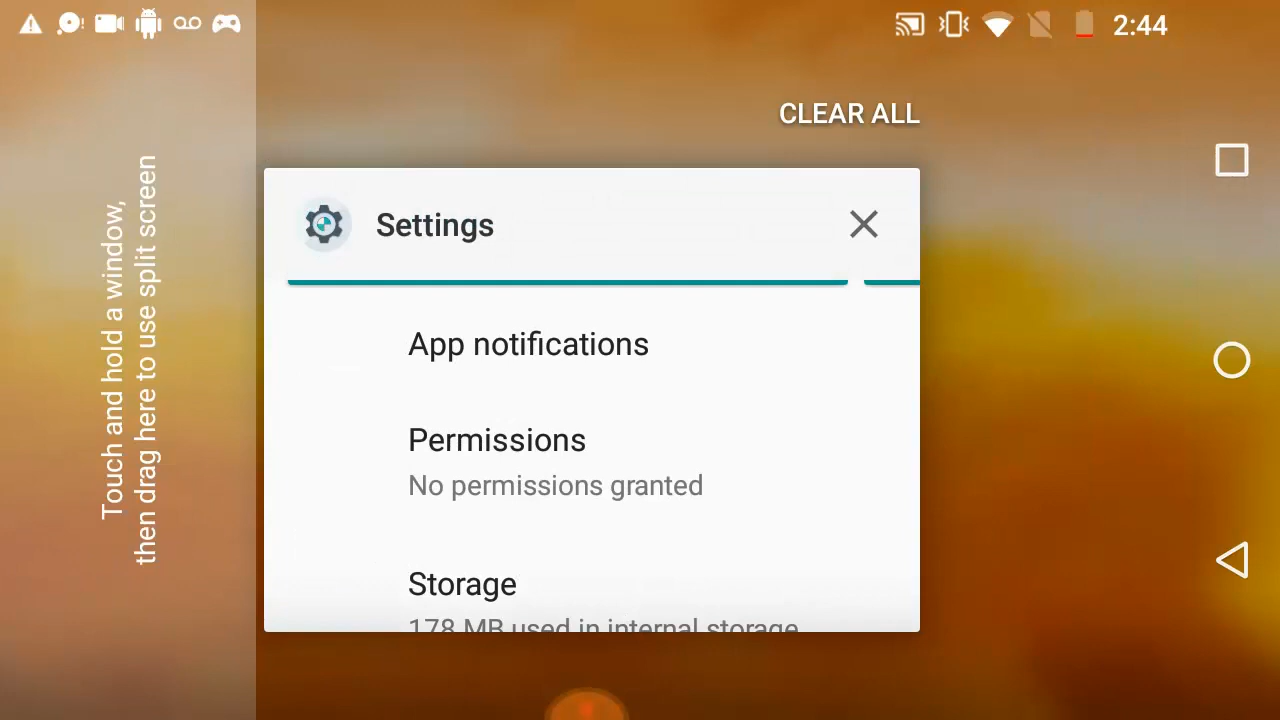 2:44
CLEAR ALL
Touch and hold a window,
then drag here to use split screen
Settings
App notifications
Permissions
No permissions granted
Storage
178 MB used in internal storage